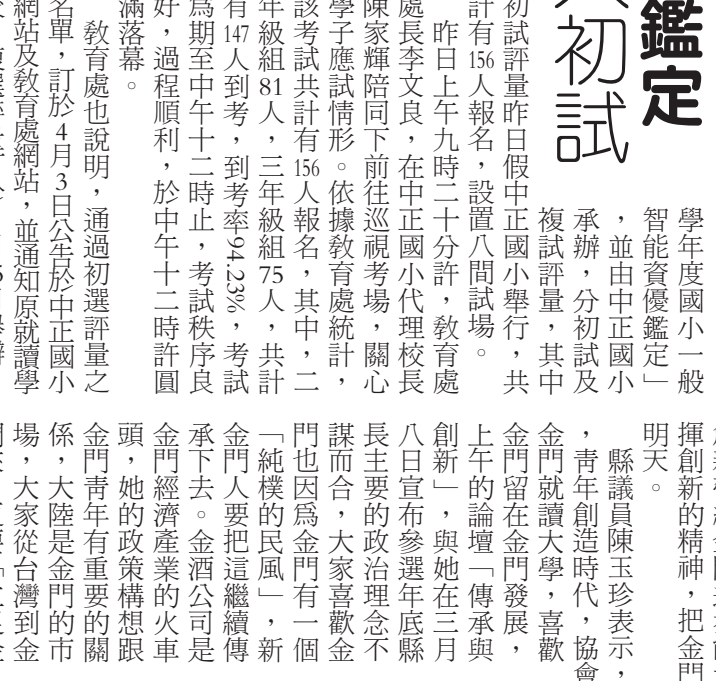 鑑定
初試
學年度國小一般
智能資優鑑定」
，並由中正國小
承辦，分初試及
複試評量，其中
初試評量昨日假中正國小舉行，共
計有156人報名，設置八間試場。
昨日上午九時二十分許，教育處
處長李文良，在中正國小代理校長
陳家輝陪同下前往巡視考場，關心
學子應試情形。依據教育處統計，
該考試共計有156人報名，其中，二
年級組81人，三年級組75人，共計
有147人到考，到考率94.23%，考試
為期至中午十二時止，考試秩序良
好，過程順利，於中午十二時許圓
滿落幕。
教育處也說明，通過初選評量之
名單，訂於4月3日公告於中正國小
網站及教育處網站，並通知原就讀學
揮創新的精神，把金門
明天。
縣議員陳玉珍表示，
，青年創造時代，協會
金門就讀大學，喜歡
金門留在金門發展，
上午的論壇「傳承與
創新」，與她在三月
八日宣布參選年底縣
長主要的政治理念不
謀而合，大家喜歡金
門也因為金門有一個
「純樸的民風」，新
金門人要把這繼續傳
承下去。金酒公司是
金門經濟產業的火車
頭，她的政策構想跟
金門青年有重要的關
係，大陸是金門的市
場，大家從台灣到金